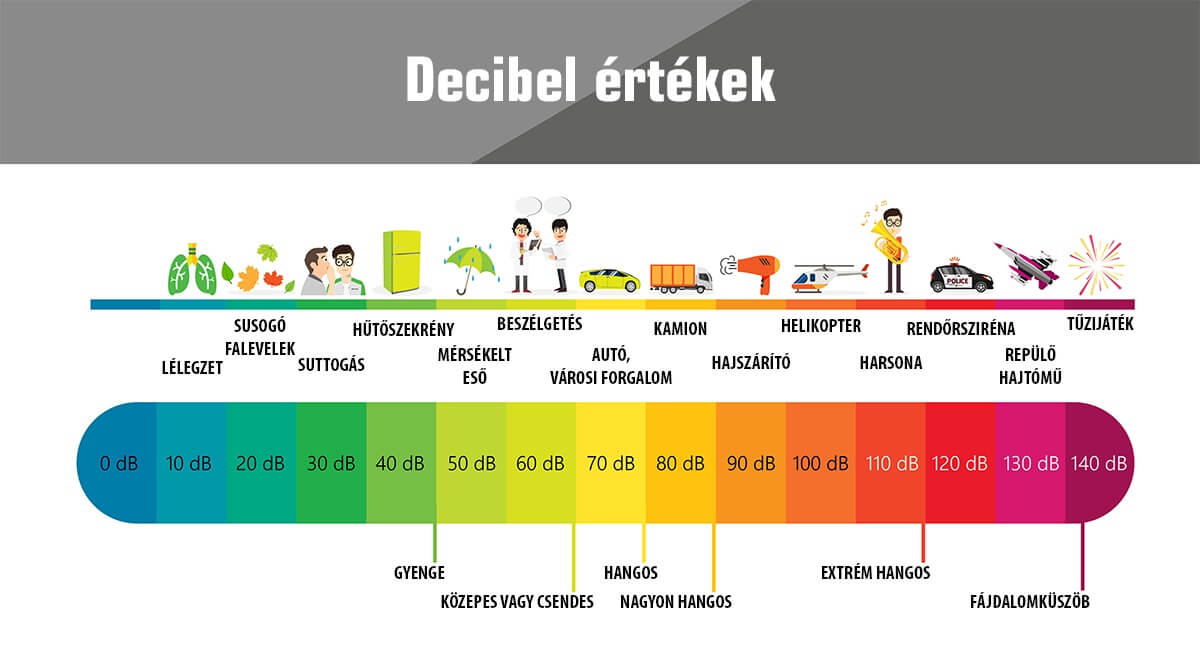 Decibel értékek
POLICE
LÉLEGZET
SUSOGÓ
FALEVELEK
SUTTOGÁS
HŰTŐSZEKRÉNY
MÉRSÉKELT
ESŐ
BESZÉLGETÉS
AUTÓ,
VÁROSI FORGALOM
KAMION
HAJSZÁRÍTÓ
HELIKOPTER
HARSONA
RENDŐRSZIRÉNA
REPÜLŐ
HAJTÓMŰ
TŰZIJÁTÉK
0 dB
10 dB
20 dB
30 dB
40 dB
50 dB
60 dB
70 dB
80 dB
90 dB
100 dB
110 dB
120 dB
130 dB
140 dB
GYENGE
KÖZEPES VAGY CSENDES
HANGOS
NAGYON HANGOS
EXTRÉM HANGOS
FÁJDALOMKÜSZÖB